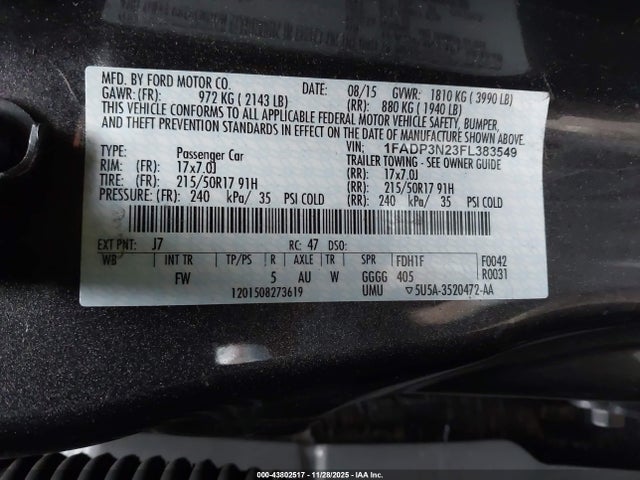 MFD. BY FORD MOTOR CO. DATE: 08/15 GVWR: 1810 KG ( 3990 LB)
GAWR: (FR): 972 KG ( 2143 LB) (RR): 880 KG ( 1940 LB)
THIS VEHICLE CONFORMS TO ALL APPLICABLE FEDERAL MOTOR VEHICLE SAFETY, BUMPER,
AND THEFT PREVENTION STANDARDS IN EFFECT ON THE DATE OF MANUFACTURE SHOWN ABOVE.
VIN: 1FADP3N23FL383549
TYPE: Passenger Car TRAILER TOWING - SEE OWNER GUIDE
RIM: (FR): 17x7.0J (RR): 17x7.0J
TIRE: (FR): 215/50R17 91H (RR): 215/50R17 91H
PRESSURE: (FR): 240 kPa/ 35 PSI COLD (RR): 240 kPa/ 35 PSI COLD
EXT PNT: J7 RC: 47 DSO:
WB INT TR TP/PS R AXLE TR SPR FDH1F F0042
FW 5 AU W GGGG 405 R0031
1201508273619 UMU ▽5U5A-3520472-AA
000-43802517 - 11/28/2025 - IAA Inc.